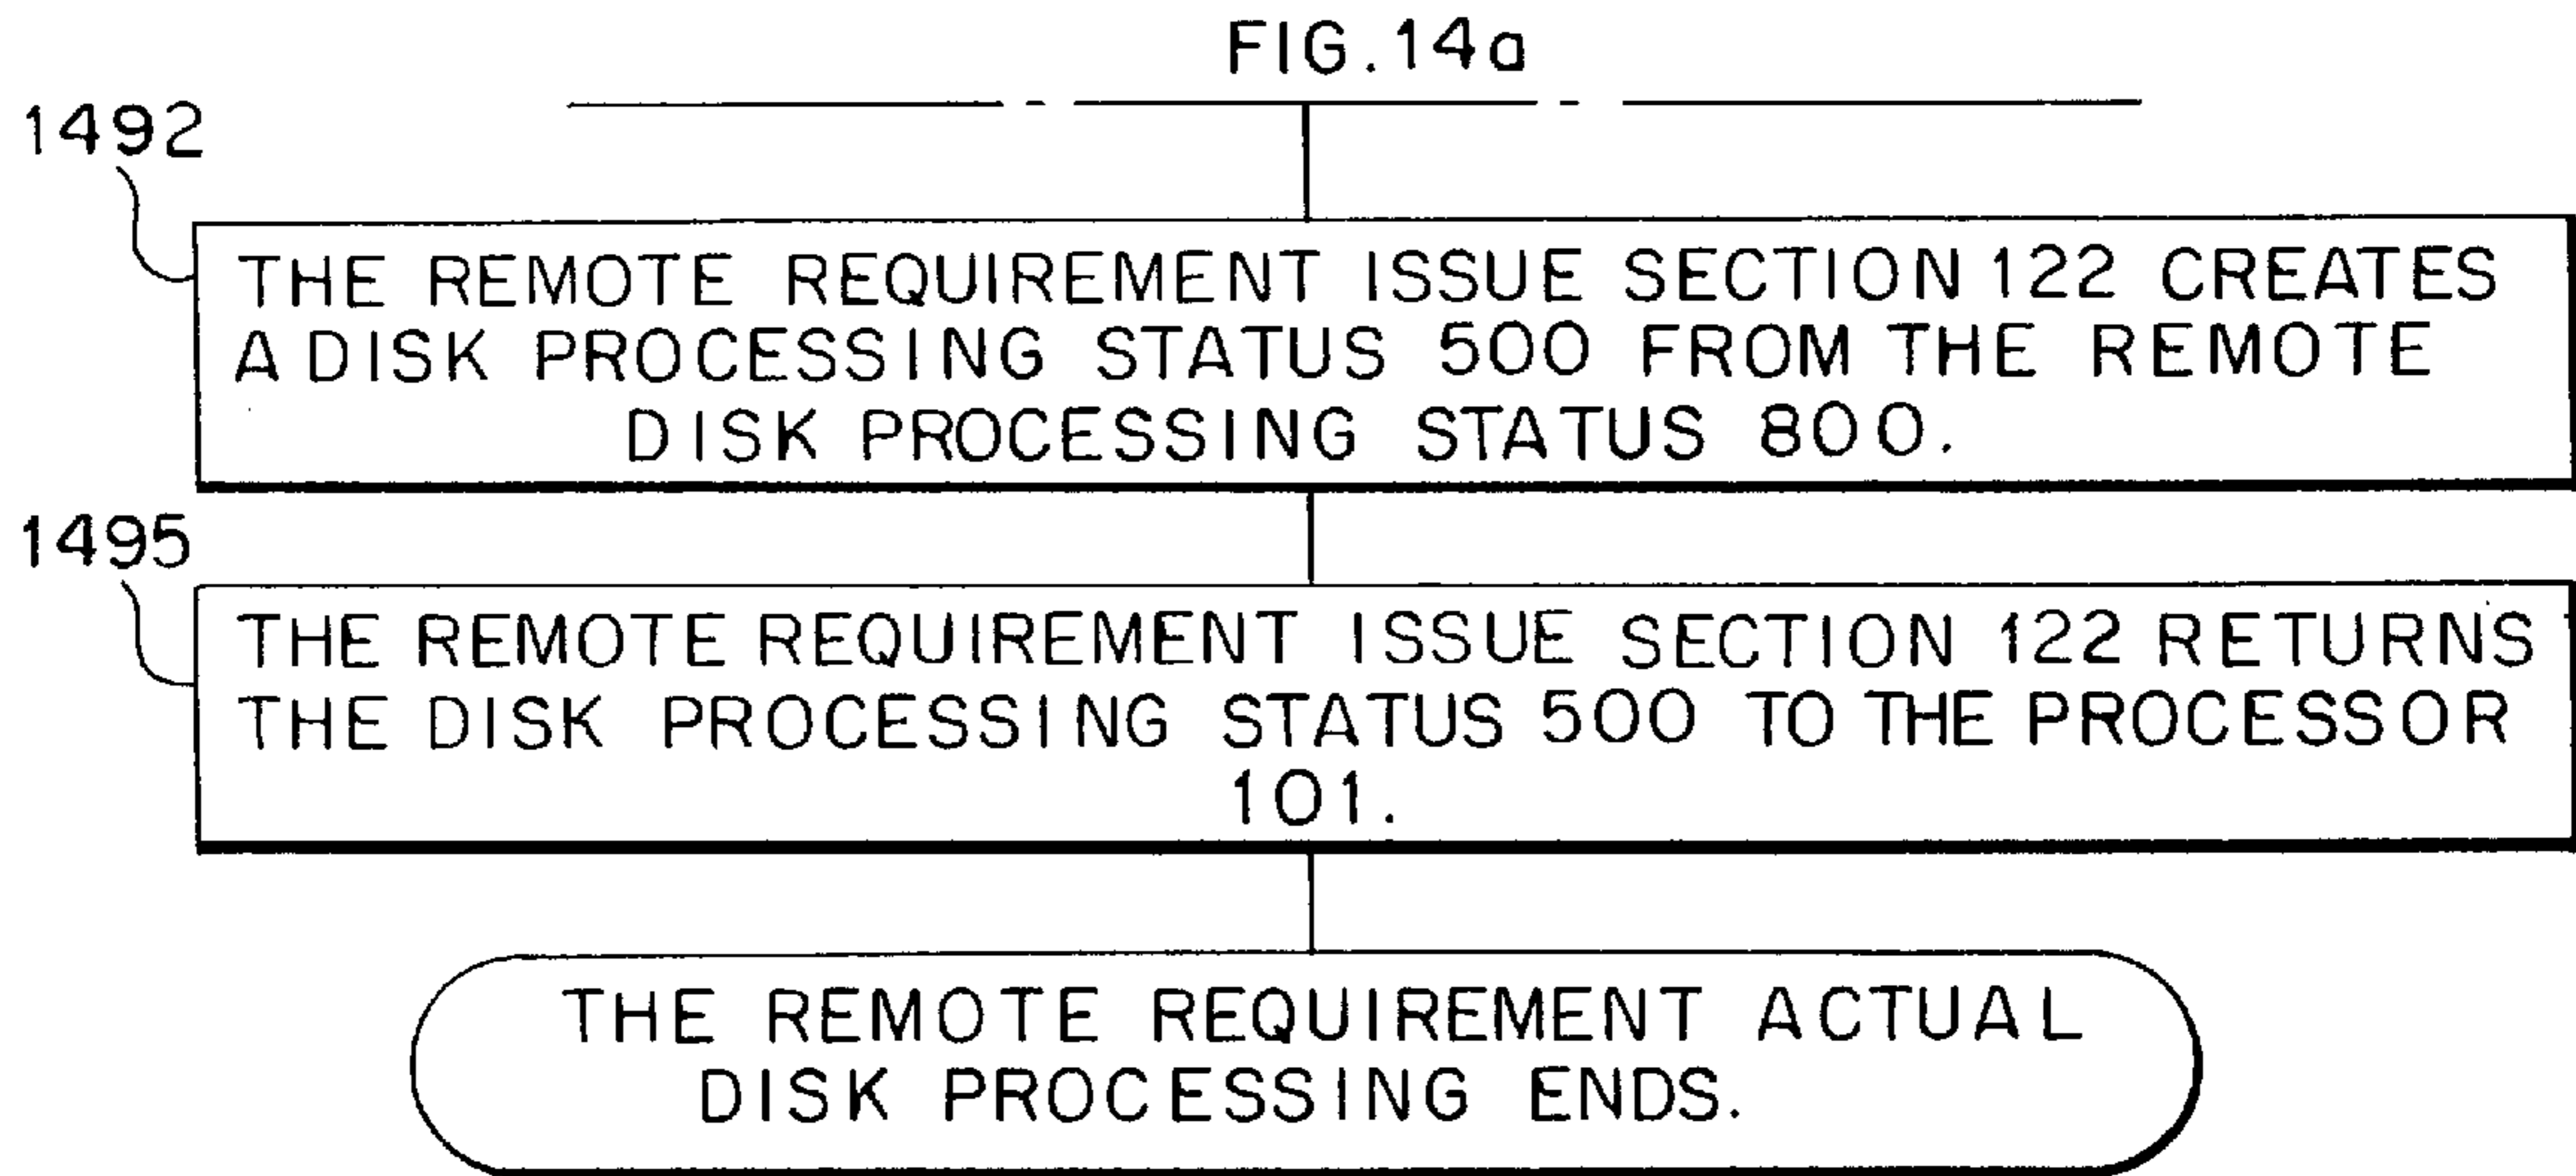 FIG.14a
1492
THE REMOTE REQUIREMENT ISSUE SECTION 122 CREATES
A DISK PROCESSING STATUS 500 FROM THE REMOTE
DISK PROCESSING STATUS 800.
1495
THE REMOTE REQUIREMENT ISSUE SECTION 122 RETURNS
THE DISK PROCESSING STATUS 500 TO THE PROCESSOR
101.
THE REMOTE REQUIREMENT ACTUAL
DISK PROCESSING ENDS.